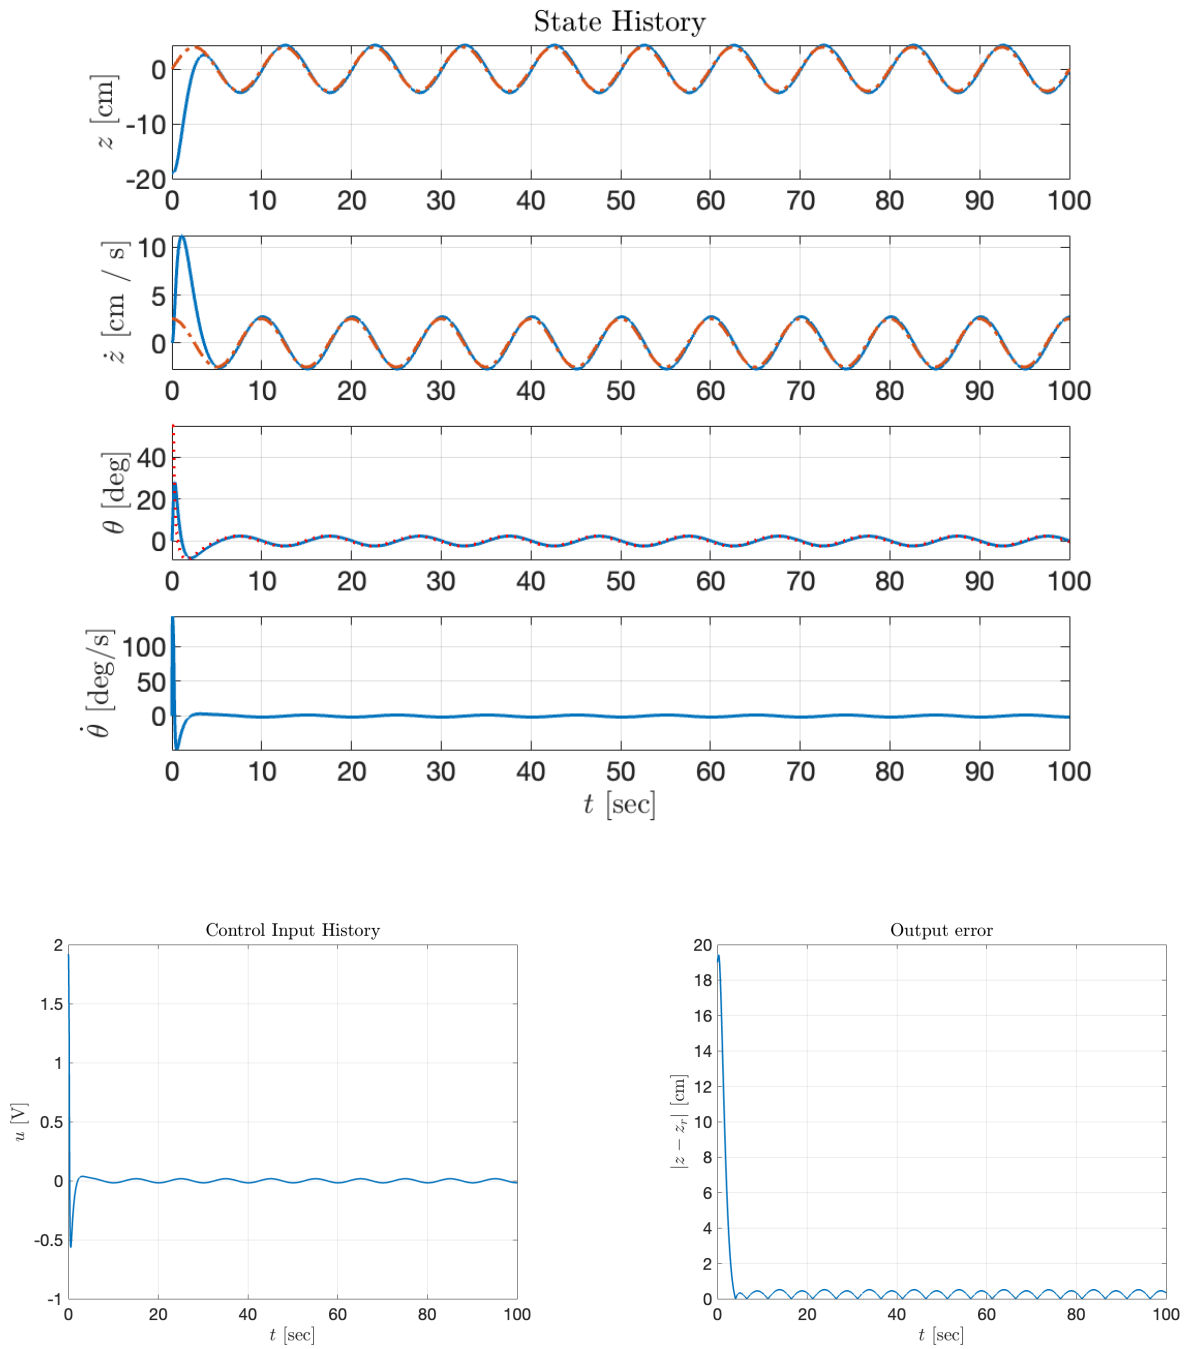 State History
z [cm]
0
-10
-20
0 10 20 30 40 50 60 70 80 90 100
ż [cm / s]
10
5
0
0 10 20 30 40 50 60 70 80 90 100
θ [deg]
40
20
0
0 10 20 30 40 50 60 70 80 90 100
θ̇ [deg/s]
100
50
0
0 10 20 30 40 50 60 70 80 90 100
t [sec]
Control Input History
u [V]
2
1.5
1
0.5
0
-0.5
-1
0 20 40 60 80 100
t [sec]
Output error
|z − z_r| [cm]
20
18
16
14
12
10
8
6
4
2
0
0 20 40 60 80 100
t [sec]